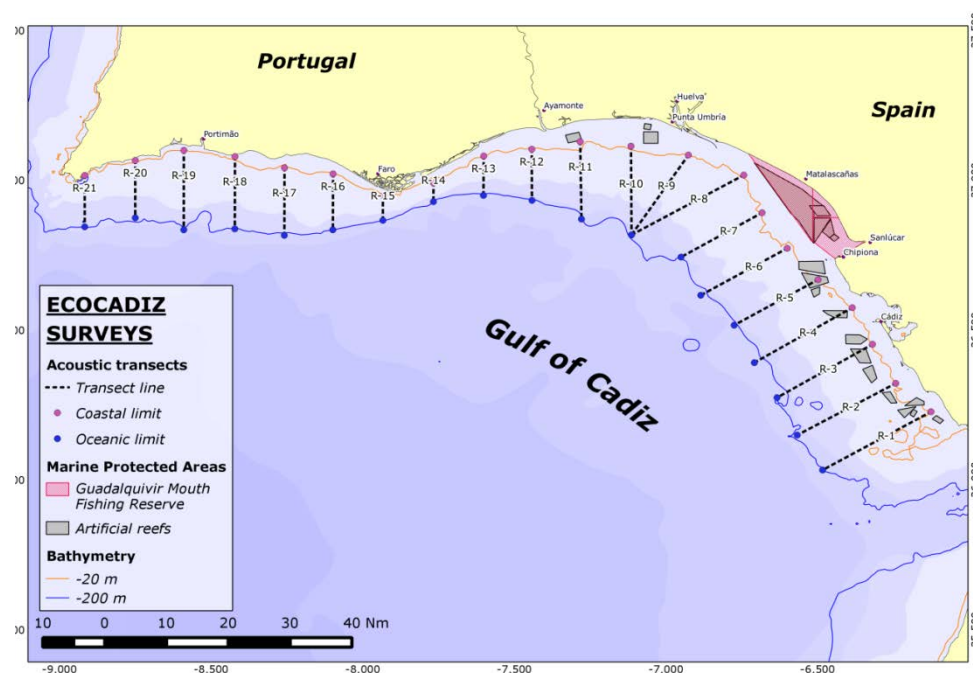 Portugal
Spain
Huelva
Punta Umbría
Ayamonte
Portimão
Faro
Matalascañas
Sanlúcar
Chipiona
Cádiz
R-21
R-20
R-19
R-18
R-17
R-16
R-15
R-14
R-13
R-12
R-11
R-10
R-9
R-8
R-7
R-6
R-5
R-4
R-3
R-2
R-1
Gulf of Cadiz
ECOCADIZ
SURVEYS
Acoustic transects
Transect line
Coastal limit
Oceanic limit
Marine Protected Areas
Guadalquivir Mouth
Fishing Reserve
Artificial reefs
Bathymetry
-20 m
-200 m
10 0 10 20 30 40 Nm
-9.000 -8.500 -8.000 -7.500 -7.000 -6.500